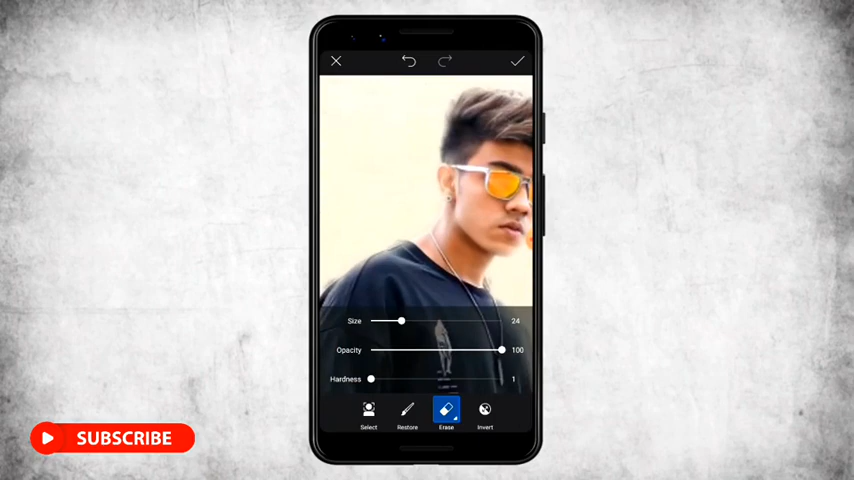 Size 24
Opacity 100
Hardness 1
Select Restore Erase Invert
SUBSCRIBE